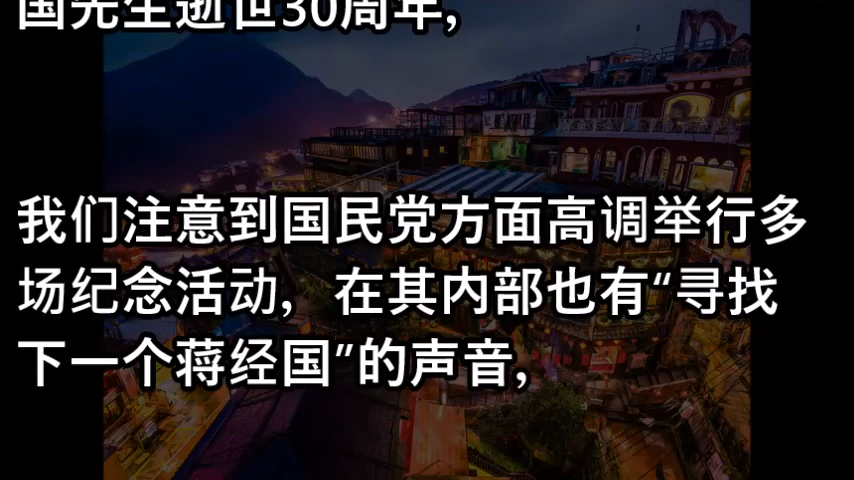 国先生逝世30周年,
我们注意到国民党方面高调举行多
场纪念活动, 在其内部也有“寻找
下一个蒋经国”的声音,